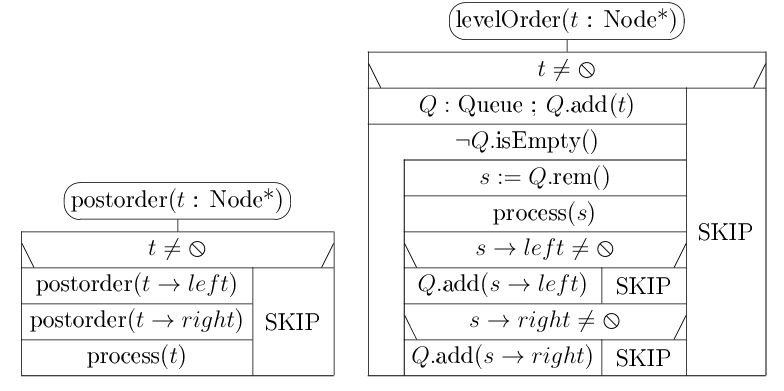 postorder(t : Node*)
t ≠ ⦸
postorder(t → left)
postorder(t → right)
process(t)
SKIP
levelOrder(t : Node*)
t ≠ ⦸
Q : Queue ; Q.add(t)
¬Q.isEmpty()
s := Q.rem()
process(s)
s → left ≠ ⦸
Q.add(s → left)
SKIP
s → right ≠ ⦸
Q.add(s → right)
SKIP
SKIP